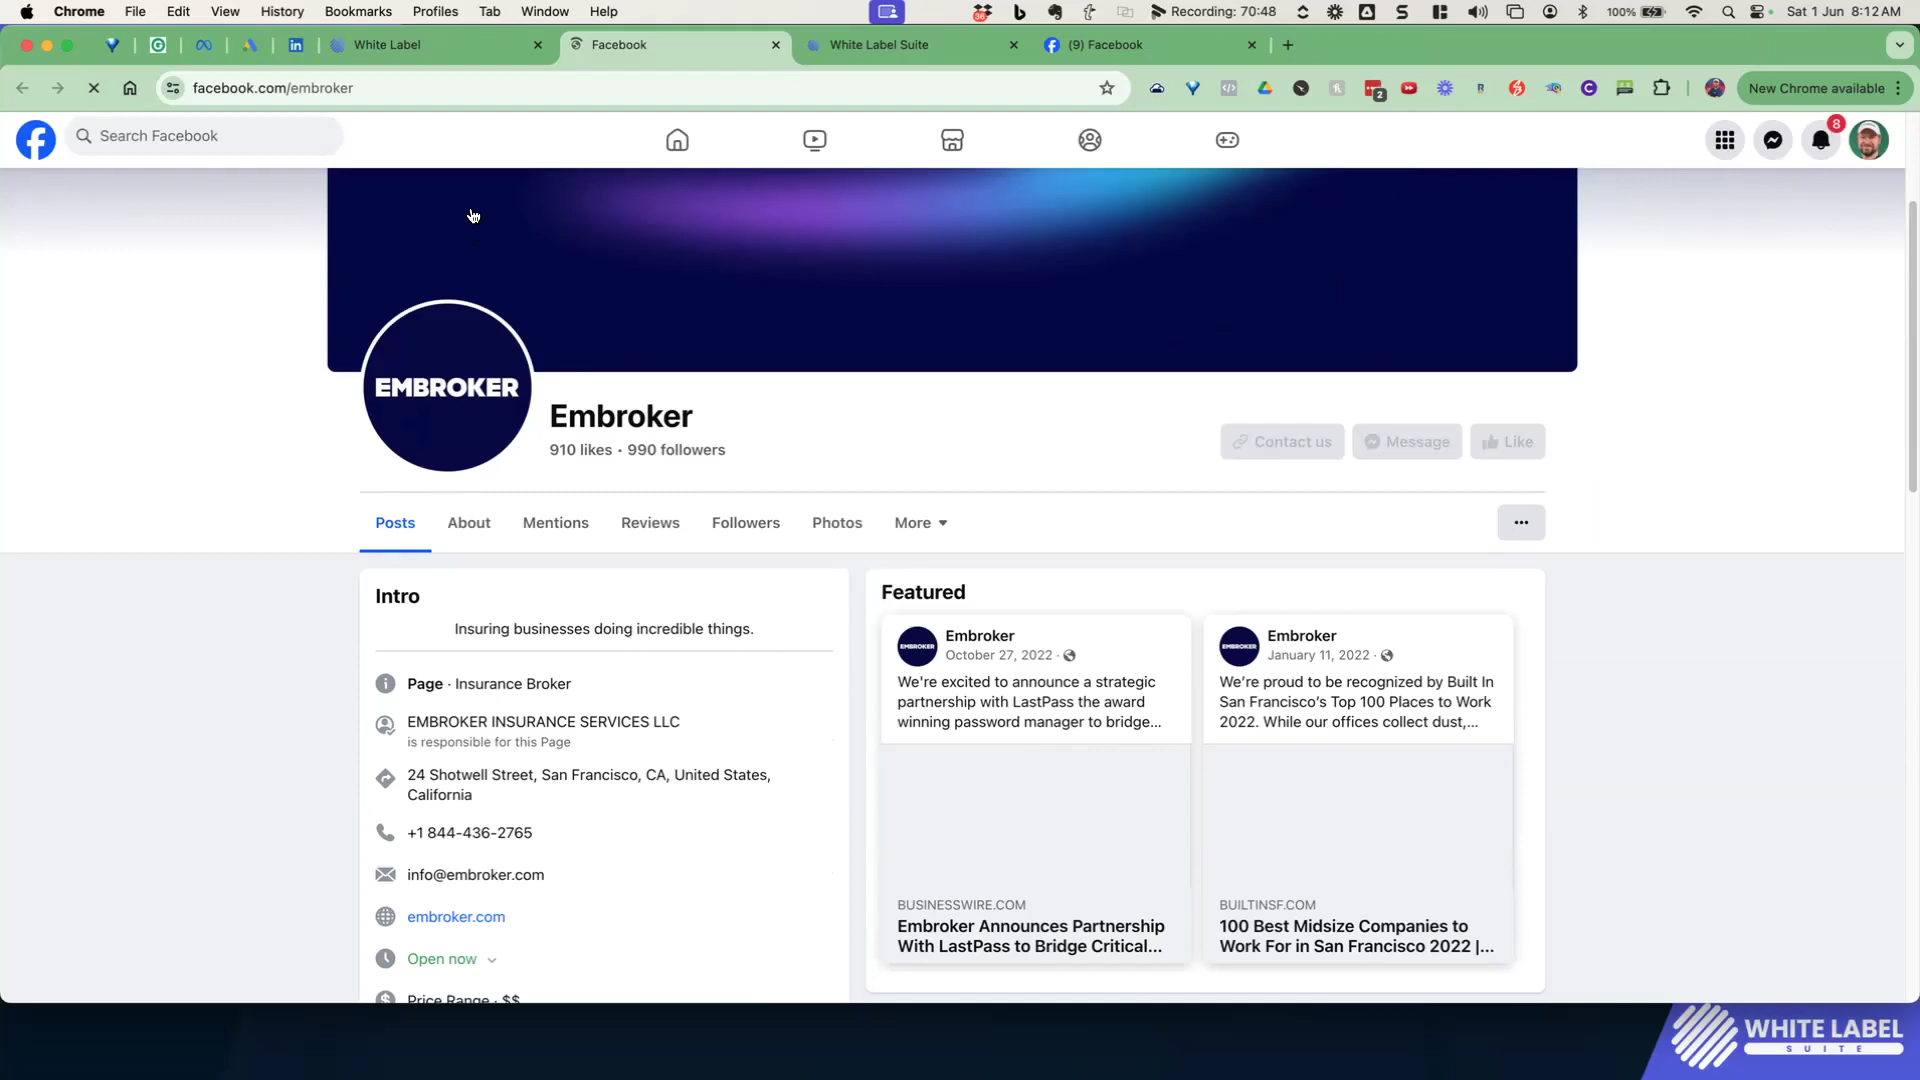 Chrome File Edit View History Bookmarks Profiles Tab Window Help 36 Recording: 70:48 100% Sat 1 Jun 8:12 AM
White Label Facebook White Label Suite (9) Facebook
facebook.com/embroker 2 New Chrome available
Search Facebook 8
EMBROKER
Embroker
910 likes · 990 followers
Contact us Message Like
Posts About Mentions Reviews Followers Photos More
Intro
Insuring businesses doing incredible things.
Page · Insurance Broker
EMBROKER INSURANCE SERVICES LLC
is responsible for this Page
24 Shotwell Street, San Francisco, CA, United States,
California
+1 844-436-2765
info@embroker.com
embroker.com
Open now
Price Range · $$
Featured
EMBROKER
Embroker
October 27, 2022 ·
We're excited to announce a strategic
partnership with LastPass the award
winning password manager to bridge...
BUSINESSWIRE.COM
Embroker Announces Partnership
With LastPass to Bridge Critical...
EMBROKER
Embroker
January 11, 2022 ·
We're proud to be recognized by Built In
San Francisco's Top 100 Places to Work
2022. While our offices collect dust,...
BUILTINSF.COM
100 Best Midsize Companies to
Work For in San Francisco 2022 |...
WHITE LABEL
SUITE